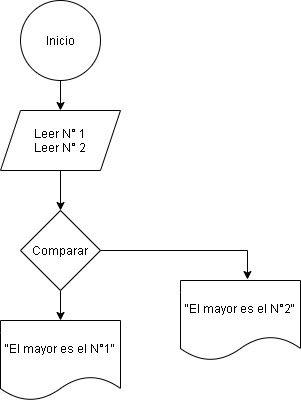 Inicio
Leer N° 1
Leer N° 2
Comparar
"El mayor es el N°2"
"El mayor es el N°1"